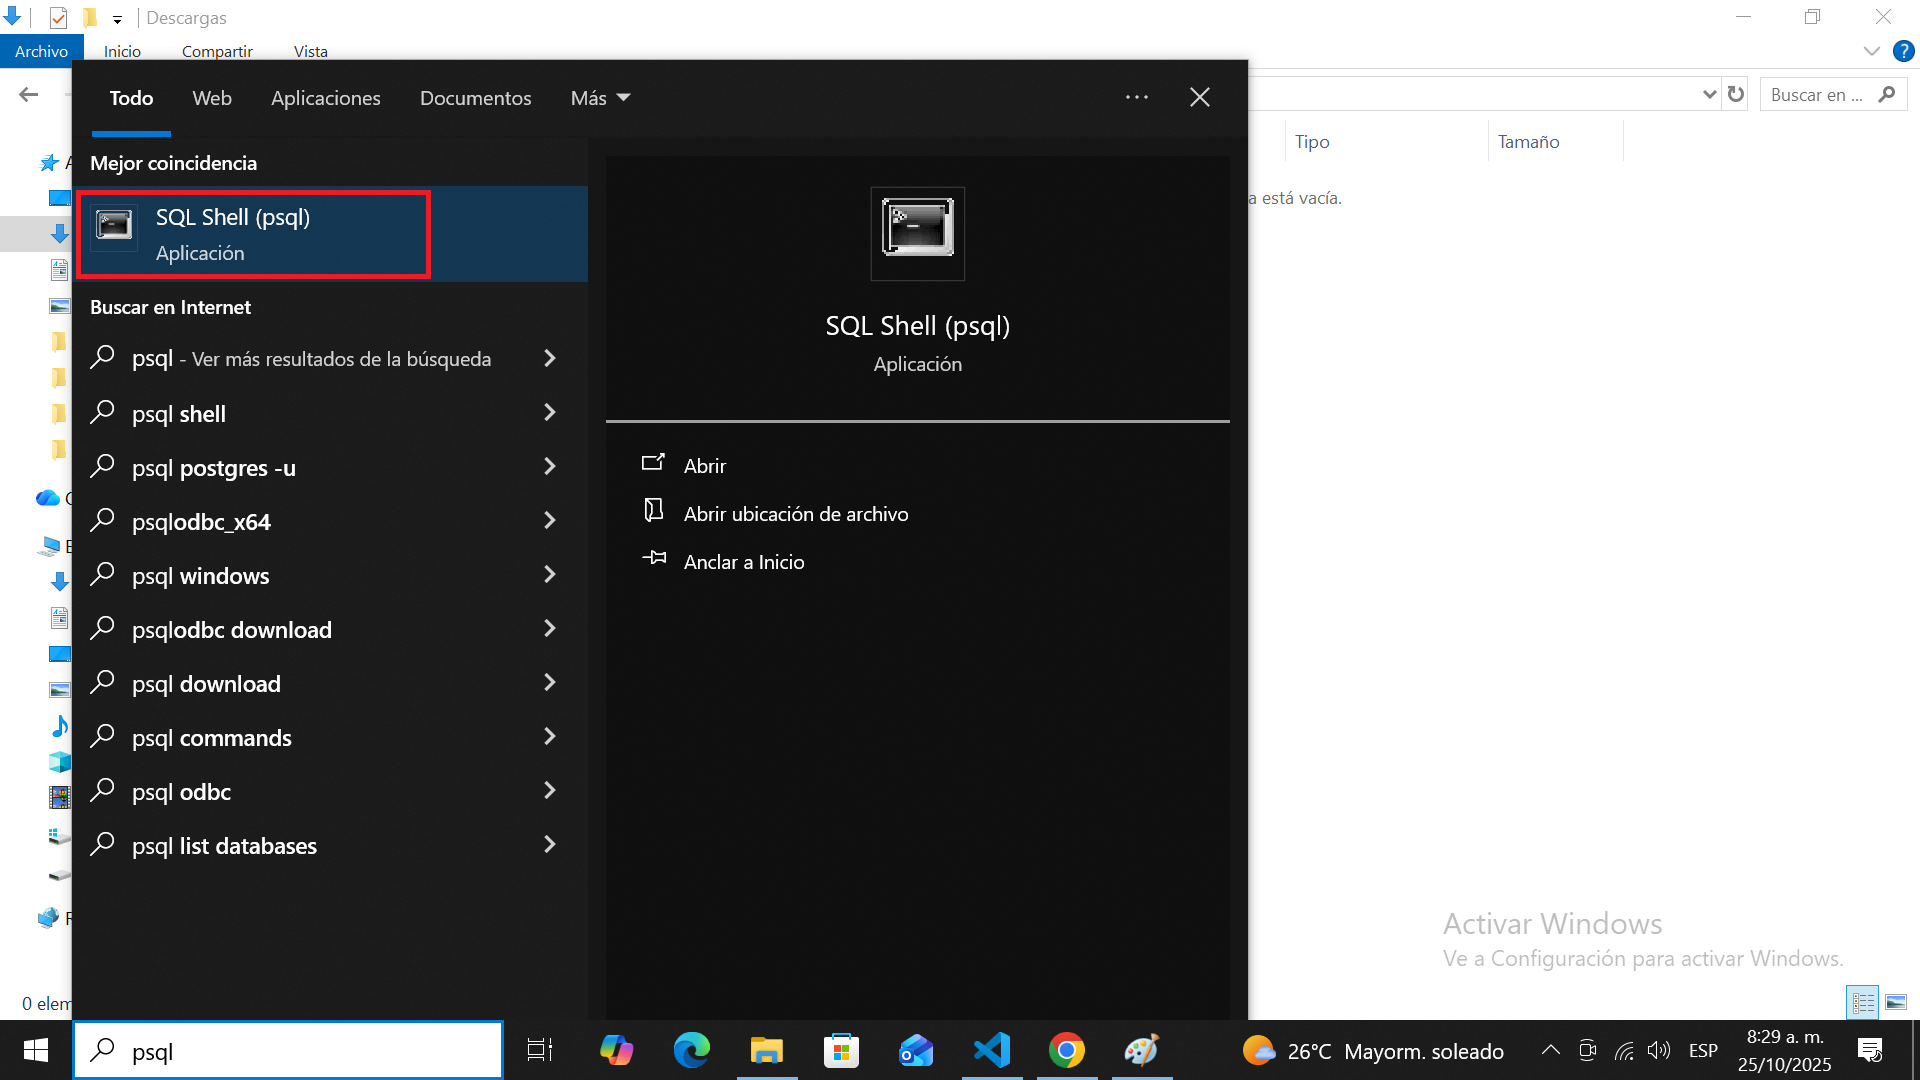 Descargas
Archivo Inicio Compartir Vista
Todo Web Aplicaciones Documentos Más
Buscar en ...
Tipo Tamaño
Mejor coincidencia
SQL Shell (psql)
Aplicación
a está vacía.
Buscar en Internet
psql - Ver más resultados de la búsqueda
psql shell
psql postgres -u
psqlodbc_x64
psql windows
psqlodbc download
psql download
psql commands
psql odbc
psql list databases
SQL Shell (psql)
Aplicación
Abrir
Abrir ubicación de archivo
Anclar a Inicio
Activar Windows
Ve a Configuración para activar Windows.
0 elem
psql
26°C Mayorm. soleado
ESP
8:29 a. m.
25/10/2025